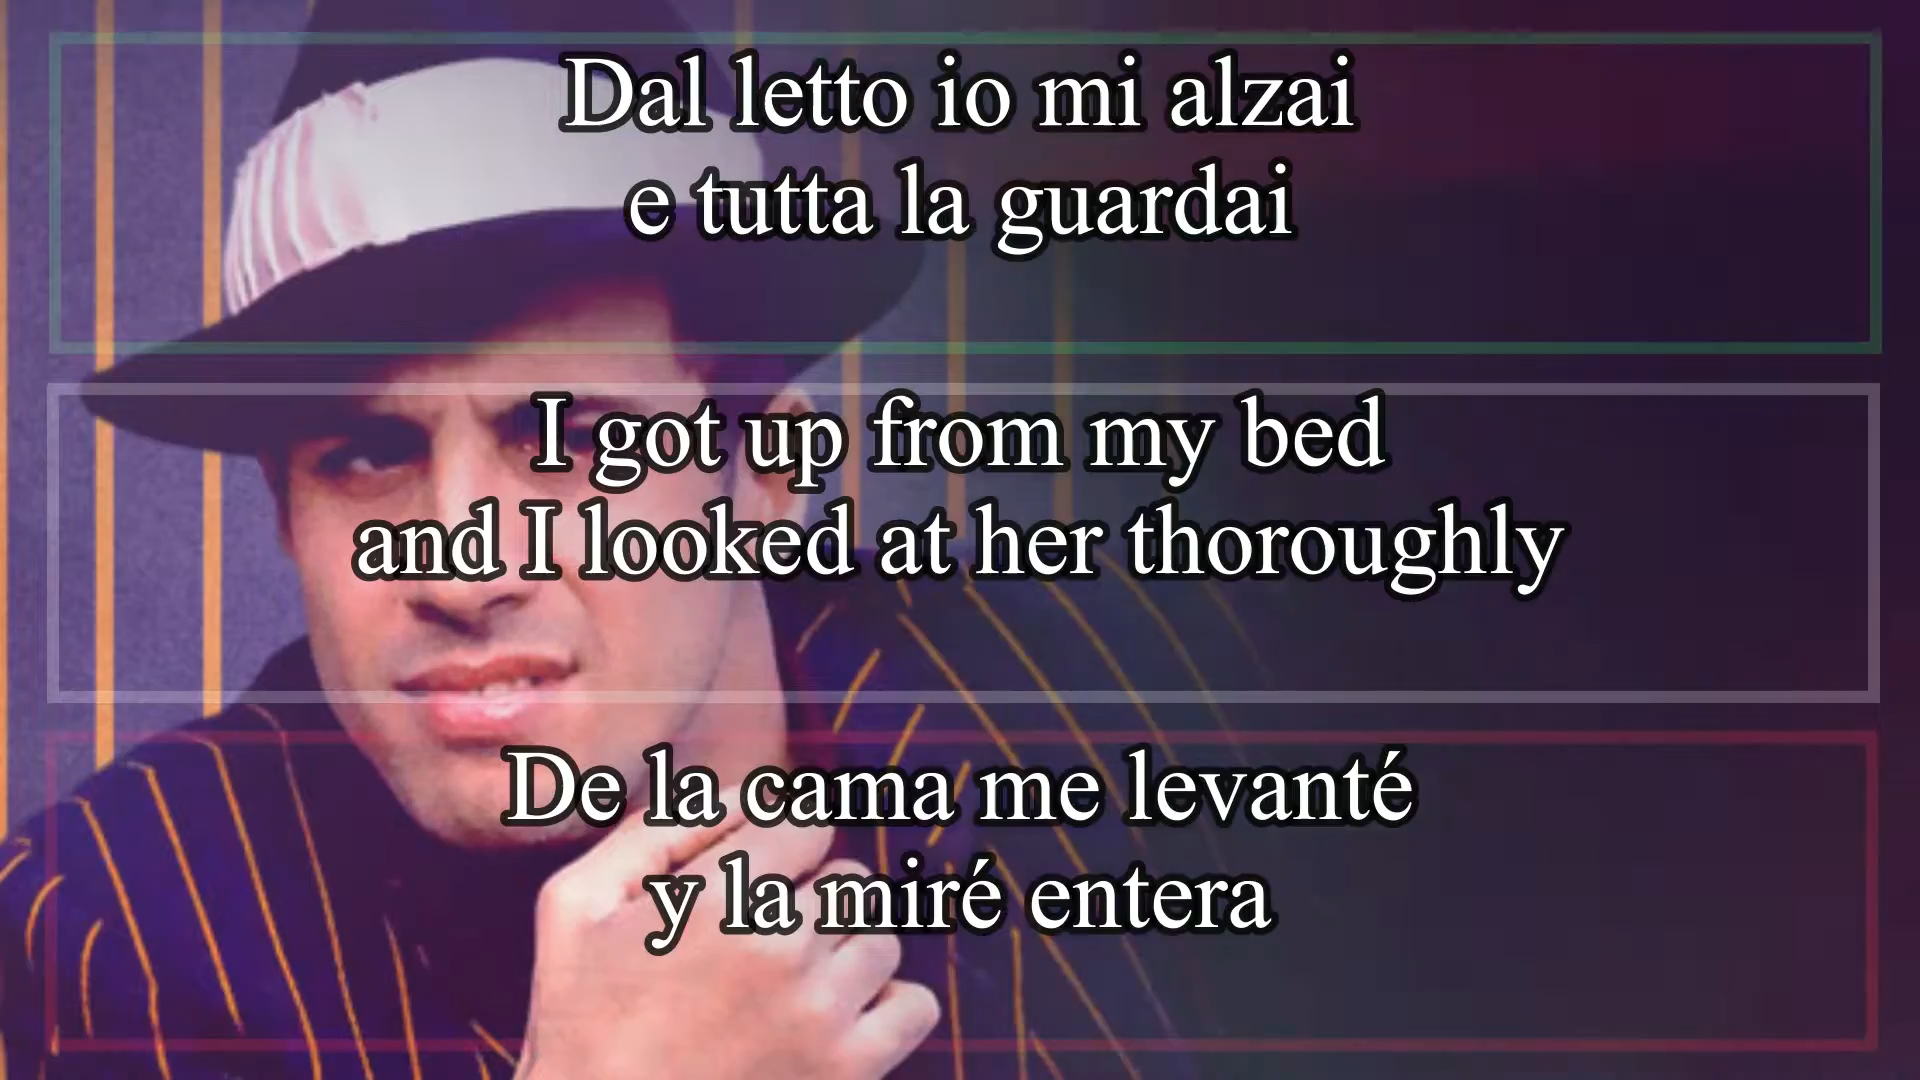 Dal letto io mi alzai
e tutta la guardai
I got up from my bed
and I looked at her thoroughly
De la cama me levanté
y la miré entera